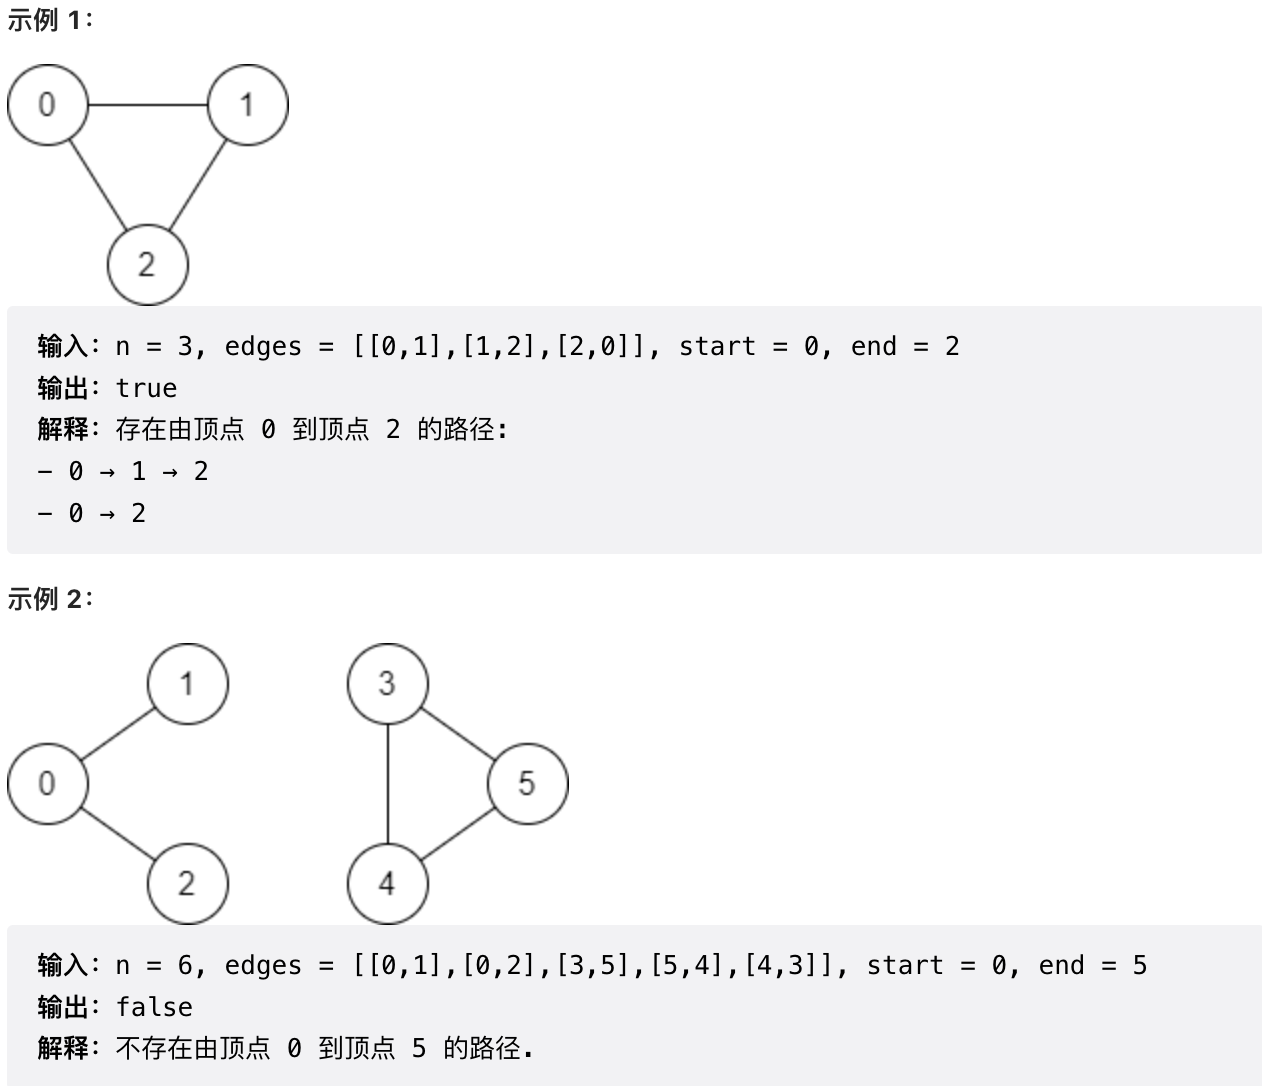 示例 1：
0 1
2
输入：n = 3, edges = [[0,1],[1,2],[2,0]], start = 0, end = 2
输出：true
解释：存在由顶点 0 到顶点 2 的路径:
- 0 → 1 → 2
- 0 → 2
示例 2：
1 3
0 5
2 4
输入：n = 6, edges = [[0,1],[0,2],[3,5],[5,4],[4,3]], start = 0, end = 5
输出：false
解释：不存在由顶点 0 到顶点 5 的路径.